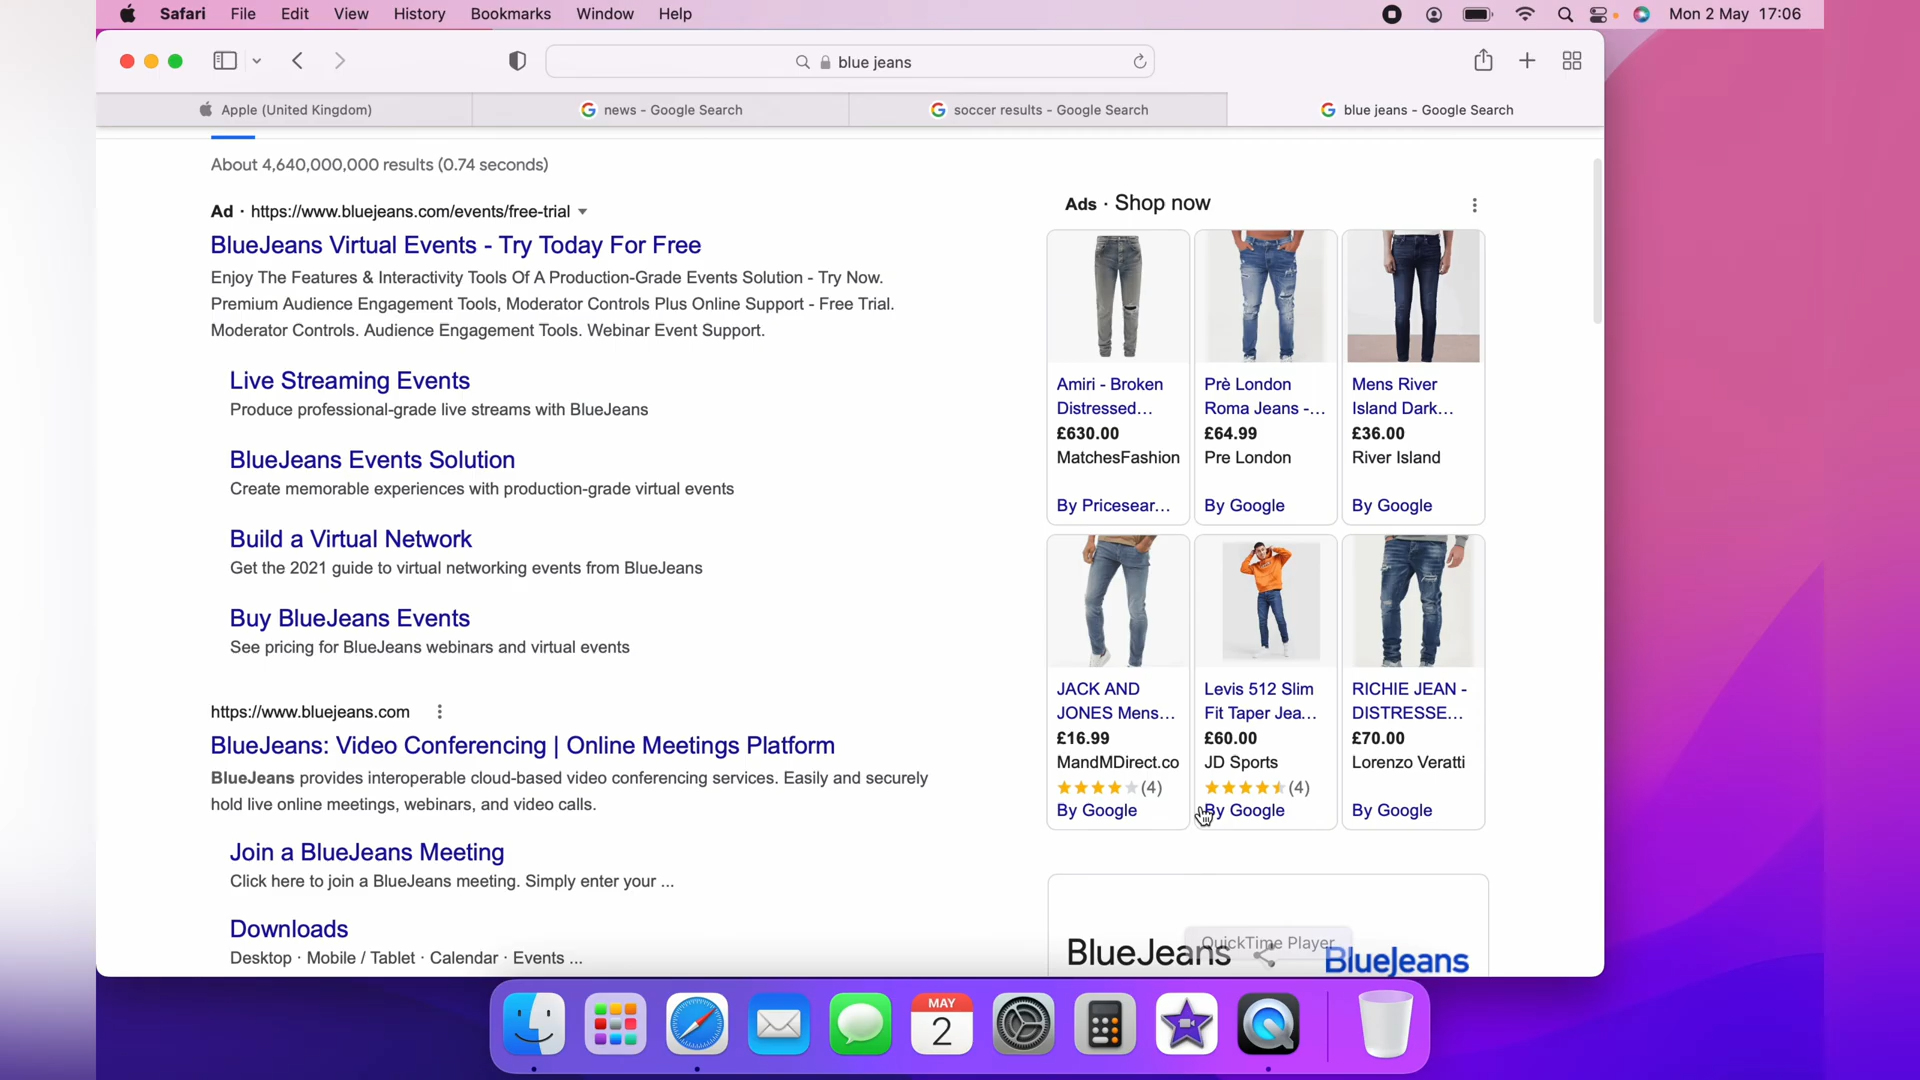 Safari File Edit View History Bookmarks Window Help Mon 2 May 17:06
blue jeans
Apple (United Kingdom) news - Google Search soccer results - Google Search blue jeans - Google Search
About 4,640,000,000 results (0.74 seconds)
Ad · https://www.bluejeans.com/events/free-trial
BlueJeans Virtual Events - Try Today For Free
Enjoy The Features & Interactivity Tools Of A Production-Grade Events Solution - Try Now.
Premium Audience Engagement Tools, Moderator Controls Plus Online Support - Free Trial.
Moderator Controls. Audience Engagement Tools. Webinar Event Support.
Live Streaming Events
Produce professional-grade live streams with BlueJeans
BlueJeans Events Solution
Create memorable experiences with production-grade virtual events
Build a Virtual Network
Get the 2021 guide to virtual networking events from BlueJeans
Buy BlueJeans Events
See pricing for BlueJeans webinars and virtual events
https://www.bluejeans.com
BlueJeans: Video Conferencing | Online Meetings Platform
BlueJeans provides interoperable cloud-based video conferencing services. Easily and securely
hold live online meetings, webinars, and video calls.
Join a BlueJeans Meeting
Click here to join a BlueJeans meeting. Simply enter your ...
Downloads
Desktop · Mobile / Tablet · Calendar · Events ...
Ads · Shop now
Amiri - Broken
Distressed...
£630.00
MatchesFashion
By Pricesear...
Prè London
Roma Jeans -...
£64.99
Pre London
By Google
Mens River
Island Dark...
£36.00
River Island
By Google
JACK AND
JONES Mens...
£16.99
MandMDirect.co
(4)
By Google
Levis 512 Slim
Fit Taper Jea...
£60.00
JD Sports
(4)
By Google
RICHIE JEAN -
DISTRESSE...
£70.00
Lorenzo Veratti
By Google
BlueJeans
QuickTime Player
BlueJeans
MAY
2